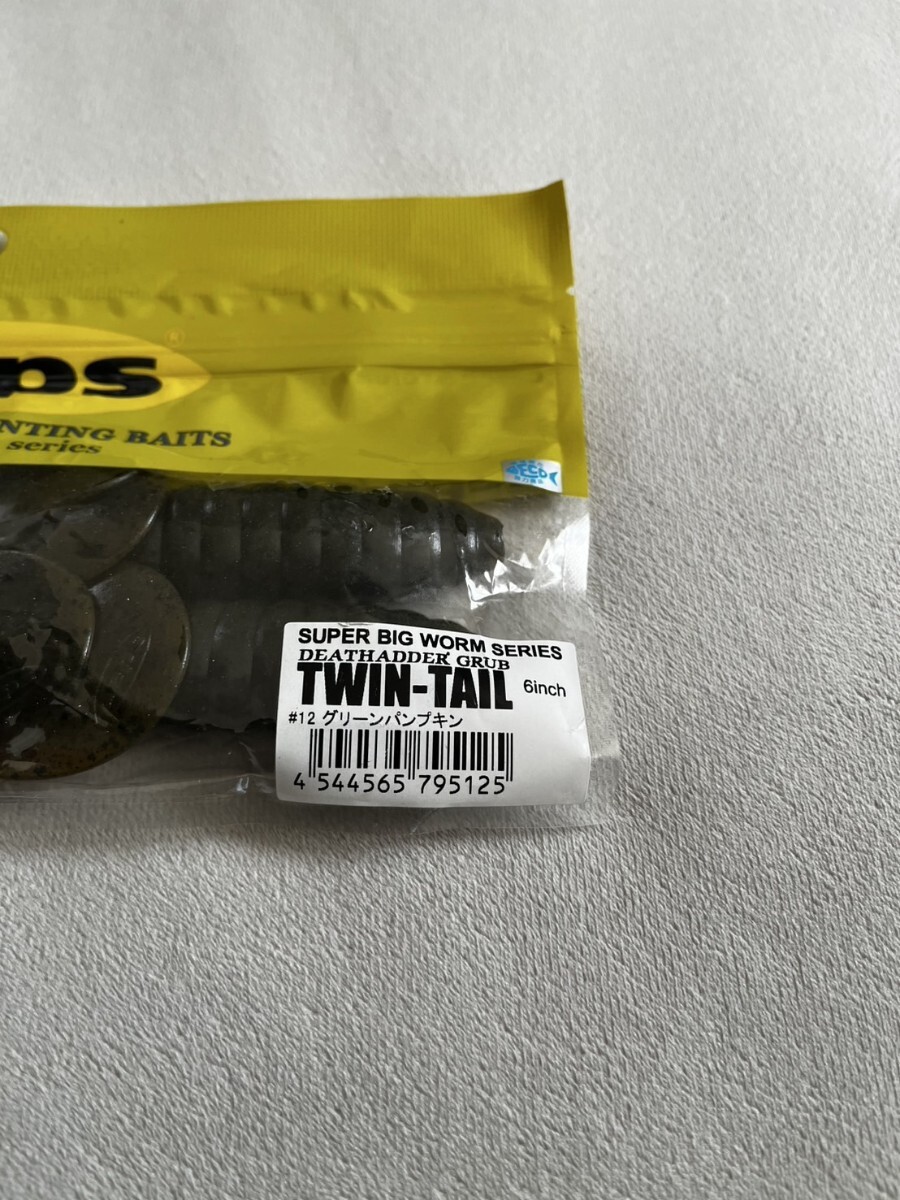 ps ®
NTING BAITS
series
ECO
SUPER BIG WORM SERIES
DEATHADDER GRUB
TWIN-TAIL 6inch
#12 グリーンパンプキン
4 544565 795125